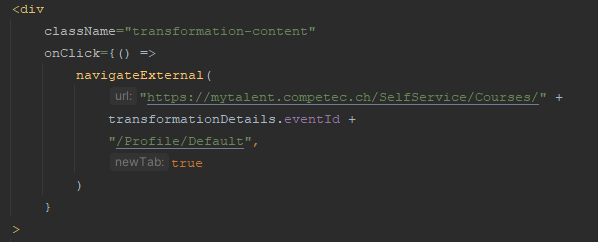 <div
className="transformation-content"
onClick={() =>
navigateExternal(
url: "https://mytalent.competec.ch/SelfService/Courses/" +
transformationDetails.eventId +
"/Profile/Default",
newTab: true
)
}
>